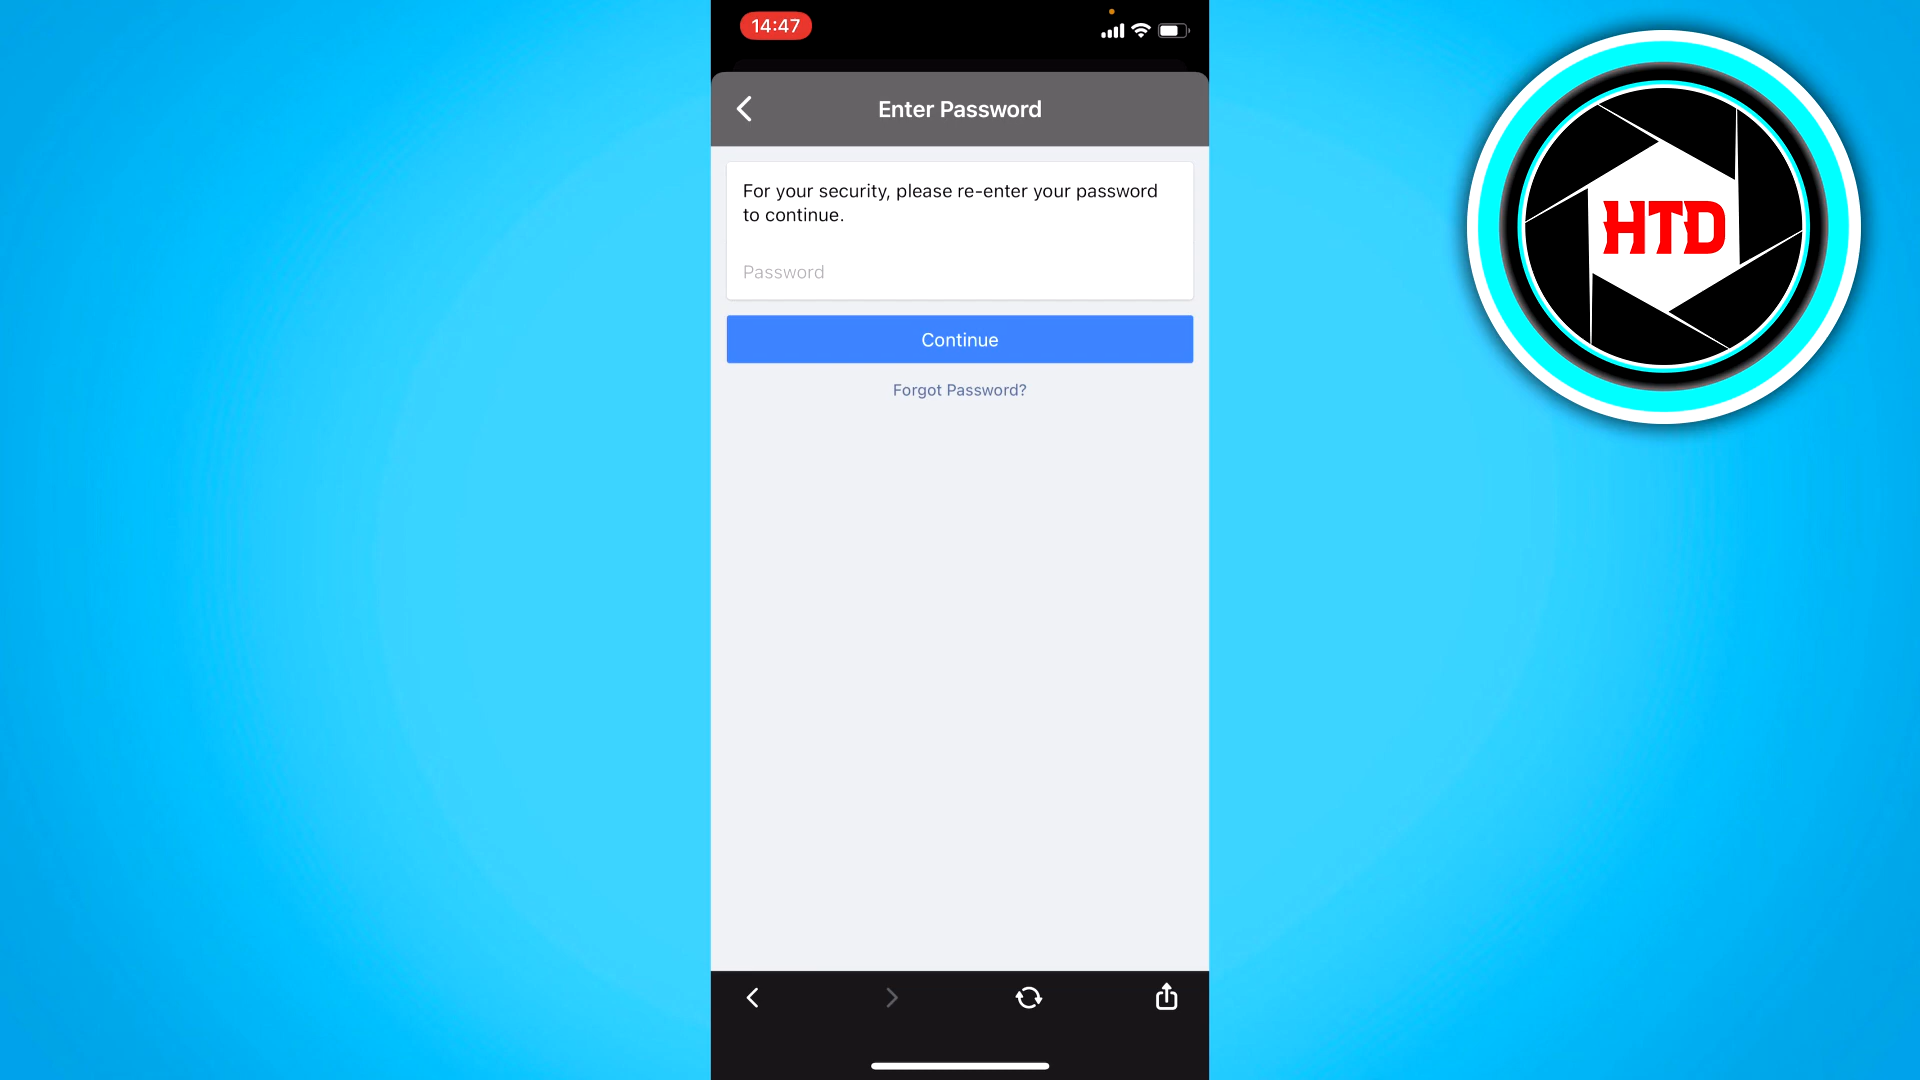 14:47
Enter Password
For your security, please re-enter your password
to continue.
Password
Continue
Forgot Password?
HTD